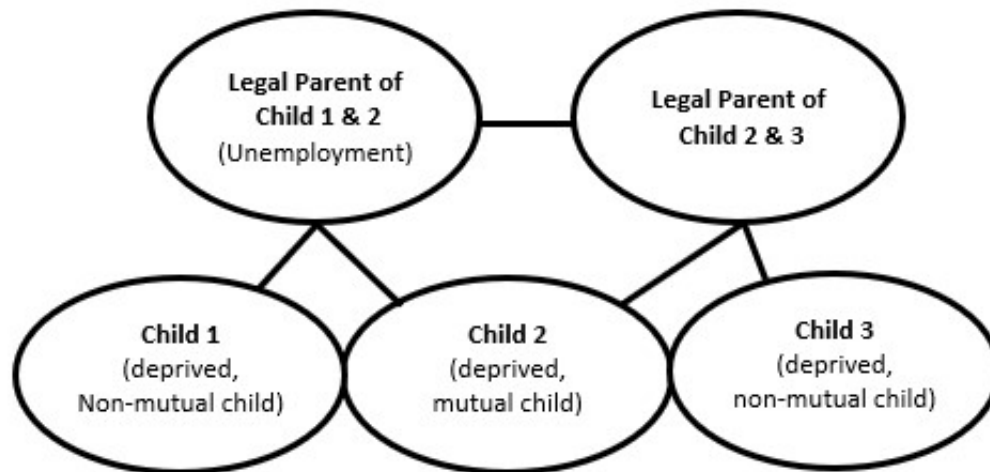 Legal Parent of
Child 1 & 2
(Unemployment)
Legal Parent of
Child 2 & 3
Child 1
(deprived,
Non-mutual child)
Child 2
(deprived,
mutual child)
Child 3
(deprived,
non-mutual child)